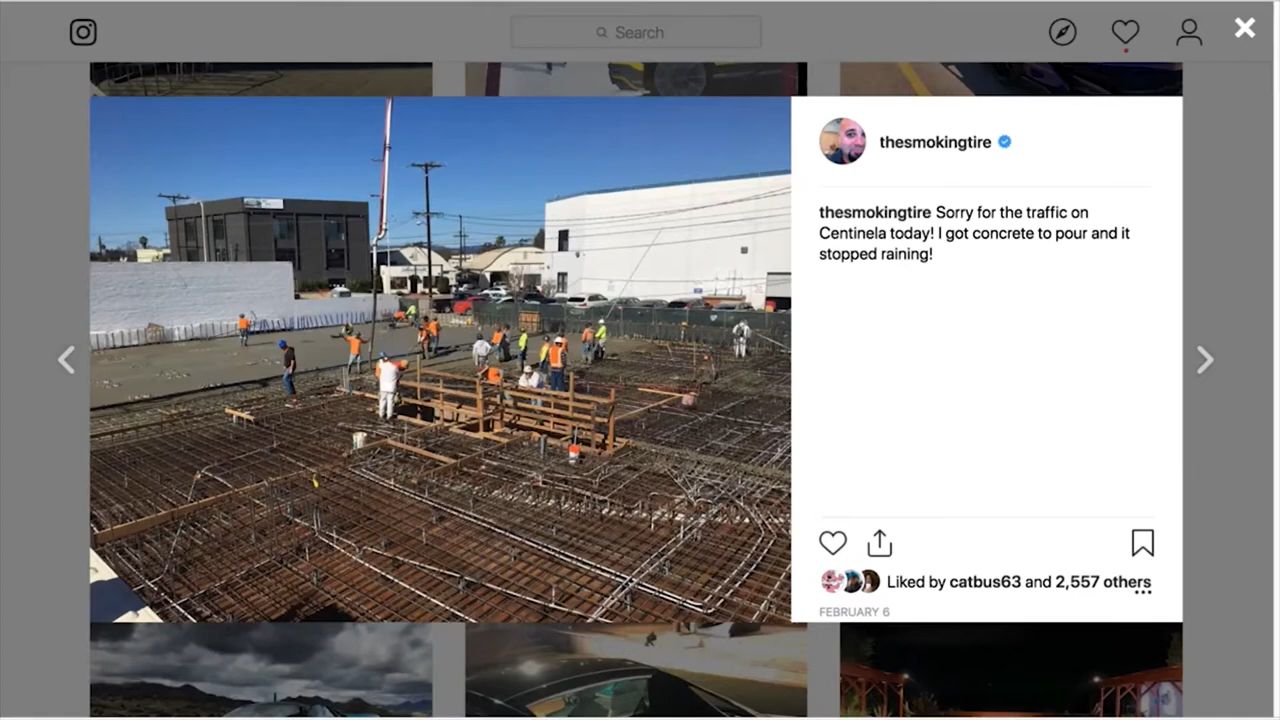 Search
thesmokingtire
thesmokingtire Sorry for the traffic on
Centinela today! I got concrete to pour and it
stopped raining!
Liked by catbus63 and 2,557 others
FEBRUARY 6